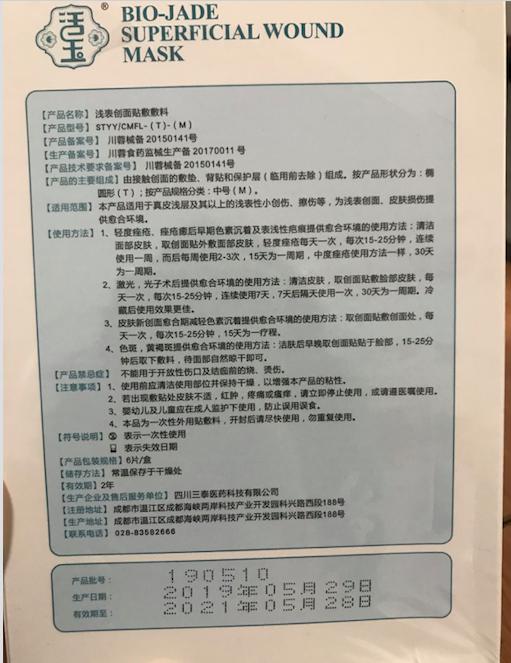 活玉®
BIO-JADE
SUPERFICIAL WOUND
MASK
【产品名称】浅表创面贴敷敷料
【产品型号】STYY/CMFL-(T)-(M)
【产品备案号】川蓉械备 20150141号
【生产备案号】川蓉食药监械生产备 20170011 号
【产品技术要求备案号】川蓉械备 20150141号
【产品的主要组成】由接触创面的敷垫、背贴和保护层(临用前去除)组成。按产品形状分为：椭
圆形(T)；按产品规格分类：中号(M)。
【适用范围】本产品适用于真皮浅层及其以上的浅表性小创伤、擦伤等，为浅表创面、皮肤损伤提
供愈合环境。
【使用方法】1、轻度痤疮、痤疮癒后早期色素沉着及表浅性疤痕提供愈合环境的使用方法：清洁
面部皮肤，取创面贴外敷面部皮肤，轻度痤疮每天一次，每次15-25分钟，连续
使用一周，而后每周使用2-3次，15天为一周期，中度痤疮使用方法一样，30天
为一周期。
2、激光，光子术后提供愈合环境的使用方法：清洁皮肤，取创面贴敷脸部皮肤，每
天一次，每次15-25分钟，连续使用7天，7天后隔天使用一次，30天为一周期。冷
藏后使用效果更佳。
3、皮肤新创面愈合期减轻色素沉着提供愈合环境的使用方法：取创面贴敷创面处，每
天一次，每次15-25分钟，15天为一疗程。
4、色斑，黄褐斑提供愈合环境的使用方法：洁肤后早晚取创面贴贴于脸部，15-25分
钟后取下敷料，待面部自然晾干即可。
【产品禁忌症】不能用于开放性伤口及结痂前的烧、烫伤。
【注意事项】1、使用前应清洁使用部位并保持干燥，以增强本产品的粘性。
2、若出现敷贴处皮肤不适，红肿，疼痛或瘙痒，请立即停止使用，或请遵医嘱使用。
3、婴幼儿及儿童应在成人监护下使用，防止误用误食。
4、本品为一次性外用贴敷料，开封后请尽快使用，勿重复使用。
【符号说明】② 表示一次性使用
表示失效日期
【产品包装规格】6片/盒
【储存方法】常温保存于干燥处
【有效期】2年
【生产企业及售后服务单位】四川三泰医药科技有限公司
【注册地址】成都市温江区成都海峡两岸科技产业开发园科兴路西段188号
【生产地址】成都市温江区成都海峡两岸科技产业开发园科兴路西段188号
【联系电话】028-83582666
产品批号：190510
生产日期：2019年05月29日
有效期至：2021年05月28日